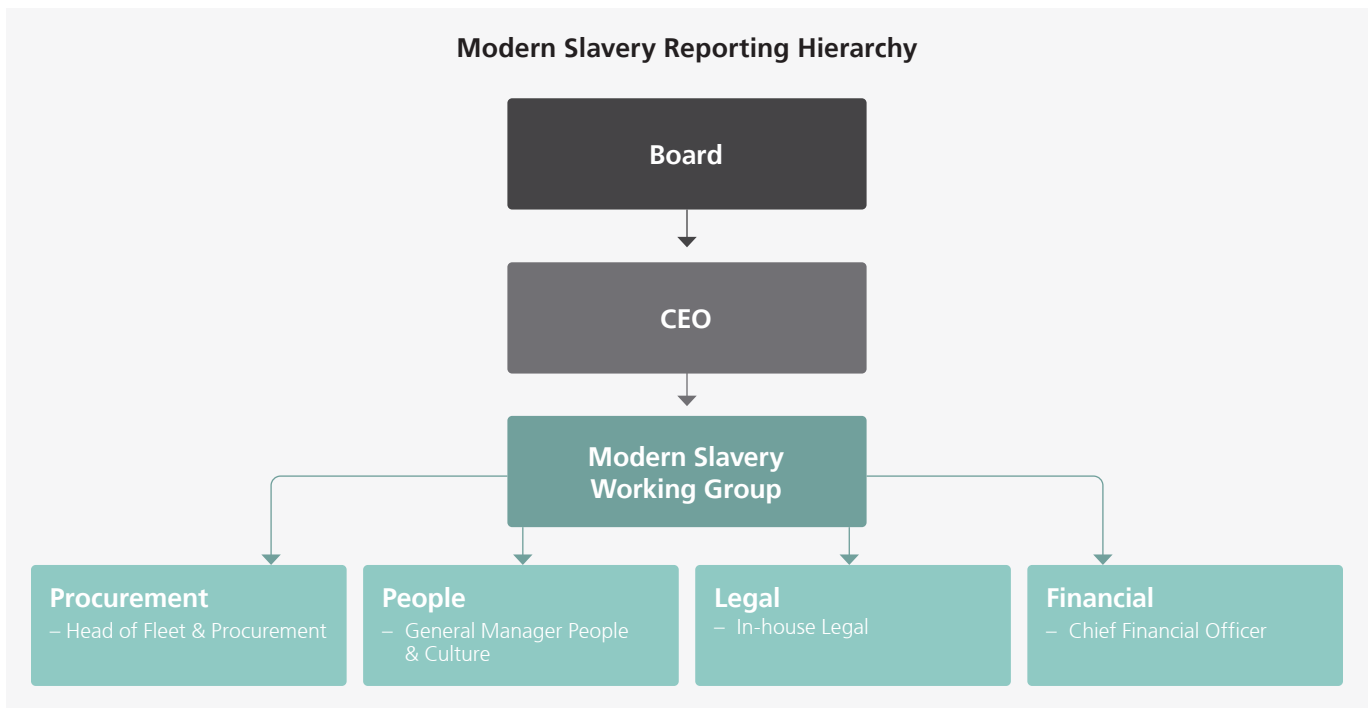 Modern Slavery Reporting Hierarchy
Board
CEO
Modern Slavery
Working Group
Procurement
– Head of Fleet & Procurement
People
– General Manager People
& Culture
Legal
– In-house Legal
Financial
– Chief Financial Officer